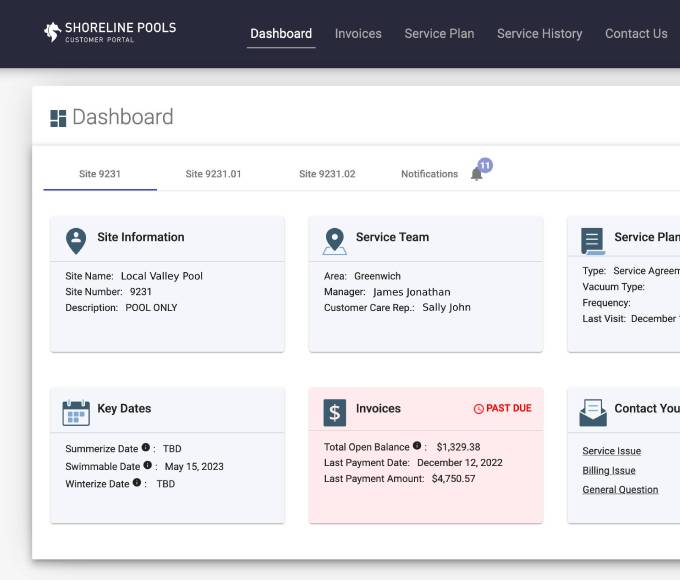 SHORELINE POOLS
CUSTOMER PORTAL
Dashboard Invoices Service Plan Service History Contact Us
Dashboard
Site 9231 Site 9231.01 Site 9231.02 Notifications 11
Site Information
Site Name: Local Valley Pool
Site Number: 9231
Description: POOL ONLY
Service Team
Area: Greenwich
Manager: James Jonathan
Customer Care Rep.: Sally John
Service Plan
Type: Service Agreem
Vacuum Type:
Frequency:
Last Visit: December
Key Dates
Summerize Date : TBD
Swimmable Date : May 15, 2023
Winterize Date : TBD
Invoices PAST DUE
Total Open Balance : $1,329.38
Last Payment Date: December 12, 2022
Last Payment Amount: $4,750.57
Contact You
Service Issue
Billing Issue
General Question